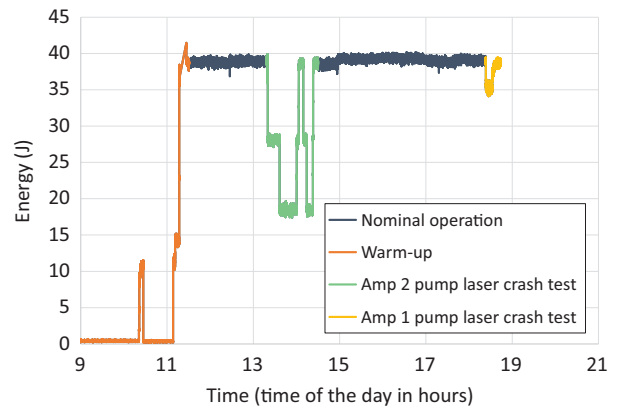 45
40
35
30
25
20
15
10
5
0
Energy (J)
Nominal operation
Warm-up
Amp 2 pump laser crash test
Amp 1 pump laser crash test
9 11 13 15 17 19 21
Time (time of the day in hours)